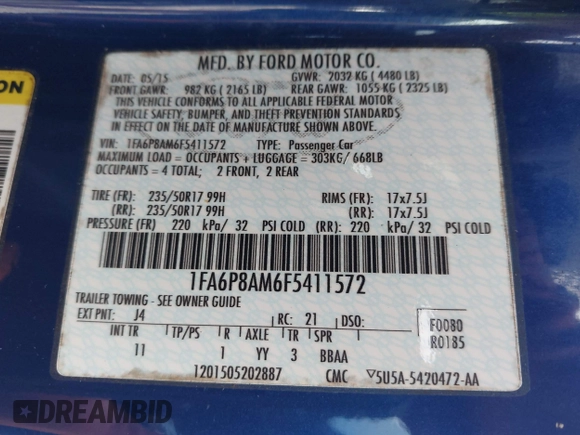 MFD. BY FORD MOTOR CO.
DATE: 05/15 GVWR: 2032 KG ( 4480 LB)
FRONT GAWR: 982 KG ( 2165 LB) REAR GAWR: 1055 KG ( 2325 LB)
THIS VEHICLE CONFORMS TO ALL APPLICABLE FEDERAL MOTOR
VEHICLE SAFETY, BUMPER, AND THEFT PREVENTION STANDARDS
IN EFFECT ON THE DATE OF MANUFACTURE SHOWN ABOVE.
VIN: 1FA6P8AM6F5411572 TYPE: Passenger Car
MAXIMUM LOAD = OCCUPANTS + LUGGAGE = 303KG/ 668LB
OCCUPANTS = 4 TOTAL; 2 FRONT, 2 REAR
TIRE (FR): 235/50R17 99H RIMS (FR): 17x7.5J
(RR): 235/50R17 99H (RR): 17x7.5J
PRESSURE (FR) 220 kPa/ 32 PSI COLD (RR): 220 kPa/ 32 PSI COLD
1FA6P8AM6F5411572
TRAILER TOWING - SEE OWNER GUIDE
EXT PNT: J4 RC: 21 DSO: F0080
INT TR TP/PS R AXLE TR SPR R0185
11 1 YY 3 BBAA
1201505202887 CMC 5U5A-5420472-AA
ON
DREAMBID